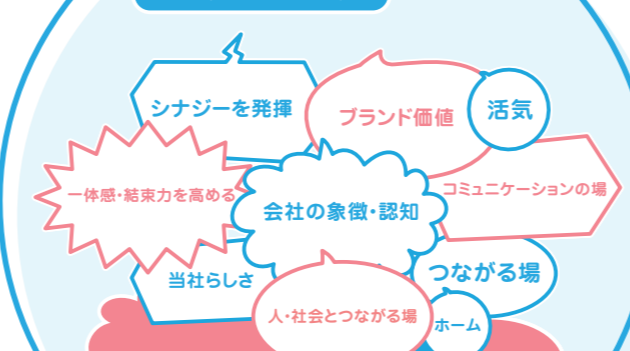 シナジーを発揮
ブランド価値
活気
一体感・結束力を高める
コミュニケーションの場
会社の象徴・認知
当社らしさ
つながる場
人・社会とつながる場
ホーム